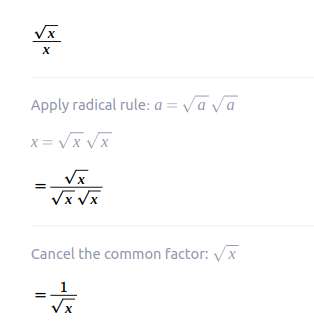 √x / x
Apply radical rule: a = √a √a
x = √x √x
= √x / √x √x
Cancel the common factor: √x
= 1 / √x